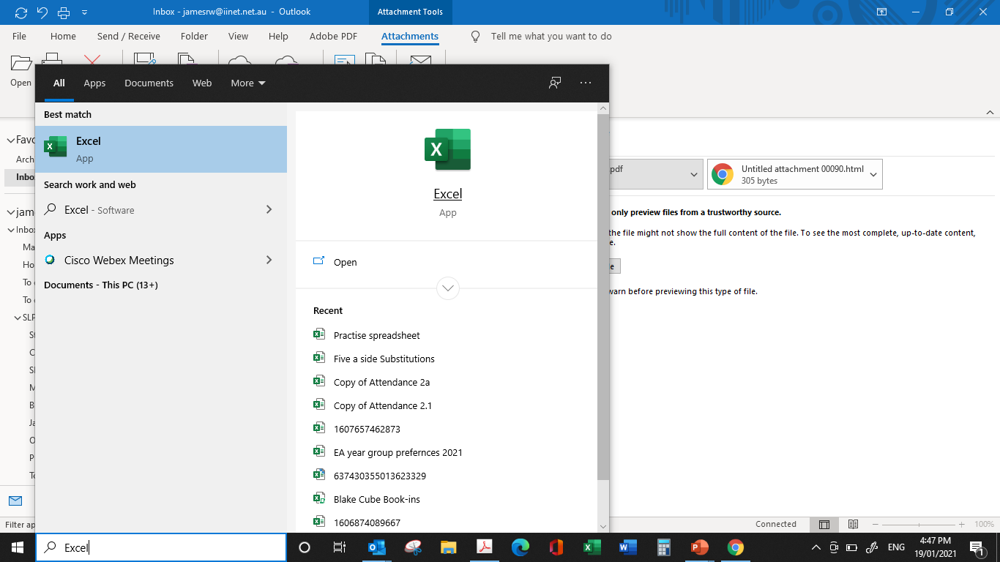 Inbox - jamesrw@iinet.net.au - Outlook
Attachment Tools
File Home Send / Receive Folder View Help Adobe PDF Attachments Tell me what you want to do
Open
All Apps Documents Web More
Best match
Excel
App
Search work and web
Excel - Software
Apps
Cisco Webex Meetings
Documents - This PC (13+)
Excel
App
Open
Recent
Practise spreadsheet
Five a side Substitutions
Copy of Attendance 2a
Copy of Attendance 2.1
1607657462873
EA year group prefernces 2021
637430355013623329
Blake Cube Book-ins
1606874089667
Favo
Arch
Inbo
jam
Inbox
Ma
Ho
To
To
SLP
C
M
B
Ja
O
P
To
Filter ap
pdf
Untitled attachment 00090.html
305 bytes
only preview files from a trustworthy source.
the file might not show the full content of the file. To see the most complete, up-to-date content,
e.
e
warn before previewing this type of file.
Connected
100%
Excel
ENG
4:47 PM
19/01/2021
1